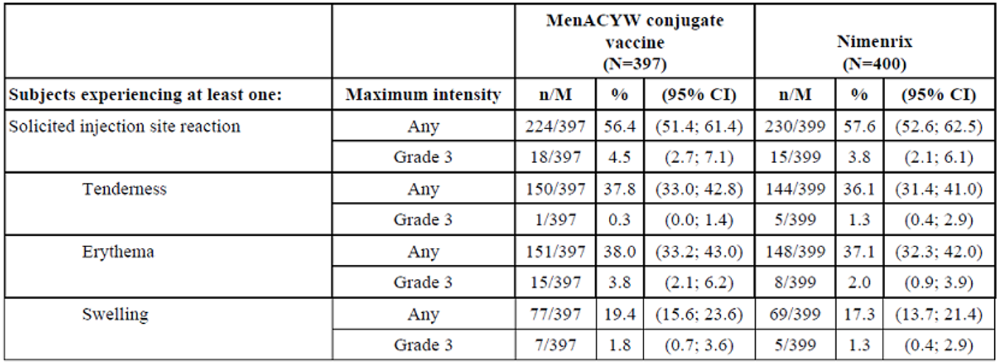 MenACYW conjugate
vaccine
(N=397)
Nimenrix
(N=400)
Subjects experiencing at least one: Maximum intensity n/M % (95% CI) n/M % (95% CI)
Solicited injection site reaction Any 224/397 56.4 (51.4; 61.4) 230/399 57.6 (52.6; 62.5)
Grade 3 18/397 4.5 (2.7; 7.1) 15/399 3.8 (2.1; 6.1)
Tenderness Any 150/397 37.8 (33.0; 42.8) 144/399 36.1 (31.4; 41.0)
Grade 3 1/397 0.3 (0.0; 1.4) 5/399 1.3 (0.4; 2.9)
Erythema Any 151/397 38.0 (33.2; 43.0) 148/399 37.1 (32.3; 42.0)
Grade 3 15/397 3.8 (2.1; 6.2) 8/399 2.0 (0.9; 3.9)
Swelling Any 77/397 19.4 (15.6; 23.6) 69/399 17.3 (13.7; 21.4)
Grade 3 7/397 1.8 (0.7; 3.6) 5/399 1.3 (0.4; 2.9)